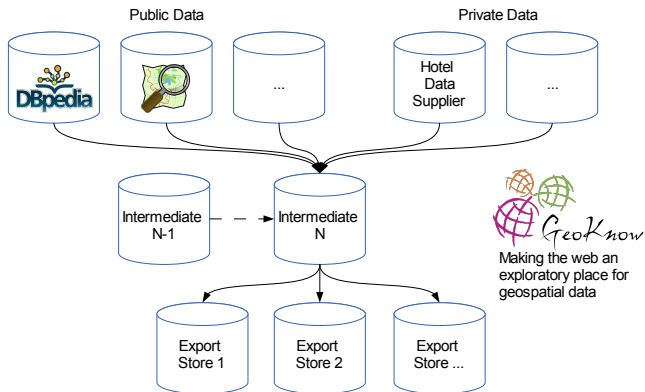 Public Data
Private Data
DBpedia
...
Hotel
Data
Supplier
...
Intermediate
N-1
Intermediate
N
GeoKnow
Making the web an
exploratory place for
geospatial data
Export
Store 1
Export
Store 2
Export
Store ...